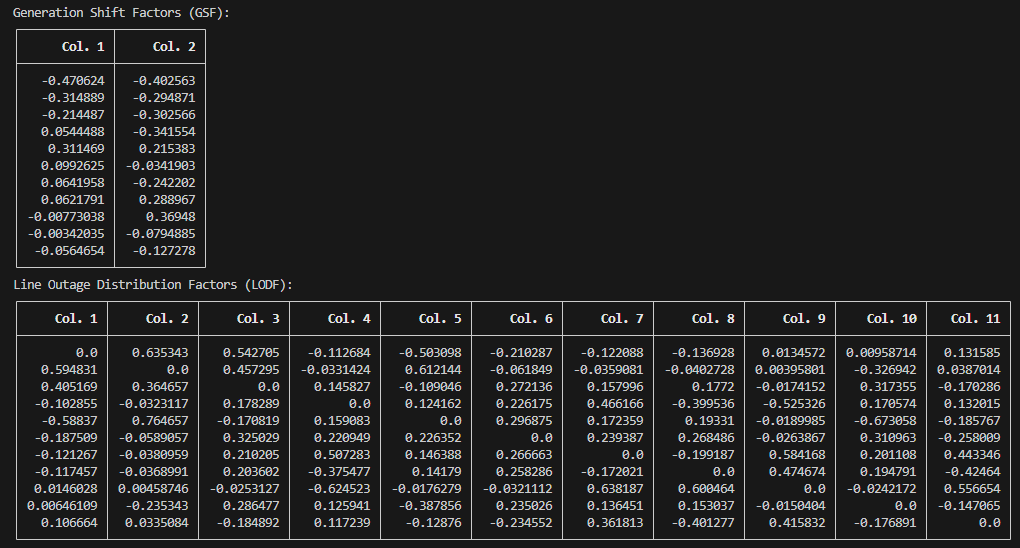 Generation Shift Factors (GSF):
Col. 1 Col. 2
-0.470624 -0.402563
-0.314889 -0.294871
-0.214487 -0.302566
0.0544488 -0.341554
0.311469 0.215383
0.0992625 -0.0341903
0.0641958 -0.242202
0.0621791 0.288967
-0.00773038 0.36948
-0.00342035 -0.0794885
-0.0564654 -0.127278
Line Outage Distribution Factors (LODF):
Col. 1 Col. 2 Col. 3 Col. 4 Col. 5 Col. 6 Col. 7 Col. 8 Col. 9 Col. 10 Col. 11
0.0 0.635343 0.542705 -0.112684 -0.503098 -0.210287 -0.122088 -0.136928 0.0134572 0.00958714 0.131585
0.594831 0.0 0.457295 -0.0331424 0.612144 -0.061849 -0.0359081 -0.0402728 0.00395801 -0.326942 0.0387014
0.405169 0.364657 0.0 0.145827 -0.109046 0.272136 0.157996 0.1772 -0.0174152 0.317355 -0.170286
-0.102855 -0.0323117 0.178289 0.0 0.124162 0.226175 0.466166 -0.399536 -0.525326 0.170574 0.132015
-0.58837 0.764657 -0.170819 0.159083 0.0 0.296875 0.172359 0.19331 -0.0189985 -0.673058 -0.185767
-0.187509 -0.0589057 0.325029 0.220949 0.226352 0.0 0.239387 0.268486 -0.0263867 0.310963 -0.258009
-0.121267 -0.0380959 0.210205 0.507283 0.146388 0.266663 0.0 -0.199187 0.584168 0.201108 0.443346
-0.117457 -0.0368991 0.203602 -0.375477 0.14179 0.258286 -0.172021 0.0 0.474674 0.194791 -0.42464
0.0146028 0.00458746 -0.0253127 -0.624523 -0.0176279 -0.0321112 0.638187 0.600464 0.0 -0.0242172 0.556654
0.00646109 -0.235343 0.286477 0.125941 -0.387856 0.235026 0.136451 0.153037 -0.0150404 0.0 -0.147065
0.106664 0.0335084 -0.184892 0.117239 -0.12876 -0.234552 0.361813 -0.401277 0.415832 -0.176891 0.0